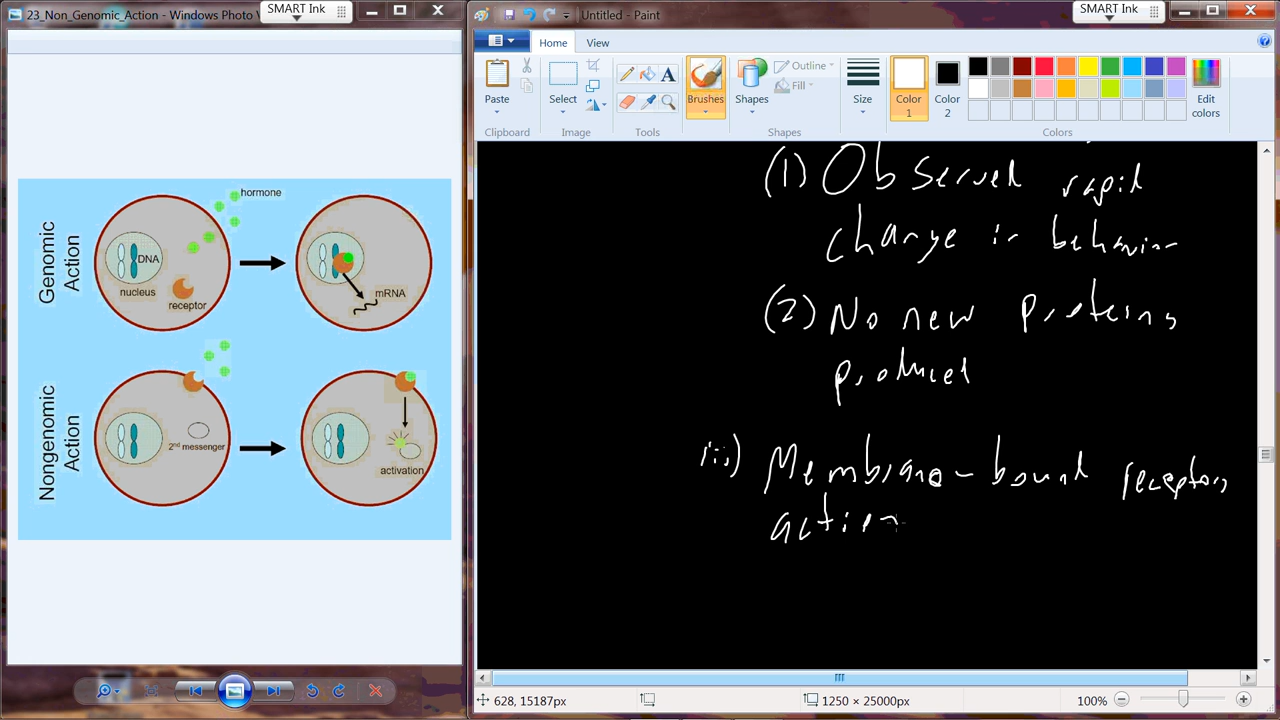 23_Non_Genomic_Action - Windows Photo V
SMART Ink
Untitled - Paint
SMART Ink
Home
View
Paste
Select
Brushes
Shapes
Outline
Fill
Size
Color
1
Color
2
Edit
colors
Clipboard
Image
Tools
Shapes
Colors
Genomic
Action
hormone
DNA
nucleus
receptor
mRNA
Nongenomic
Action
2nd messenger
activation
(1) Observed rapid
change in behavior
(2) No new proteins
produced
iii) Membrane-bound receptors
action
628, 15187px
1250 × 25000px
100%